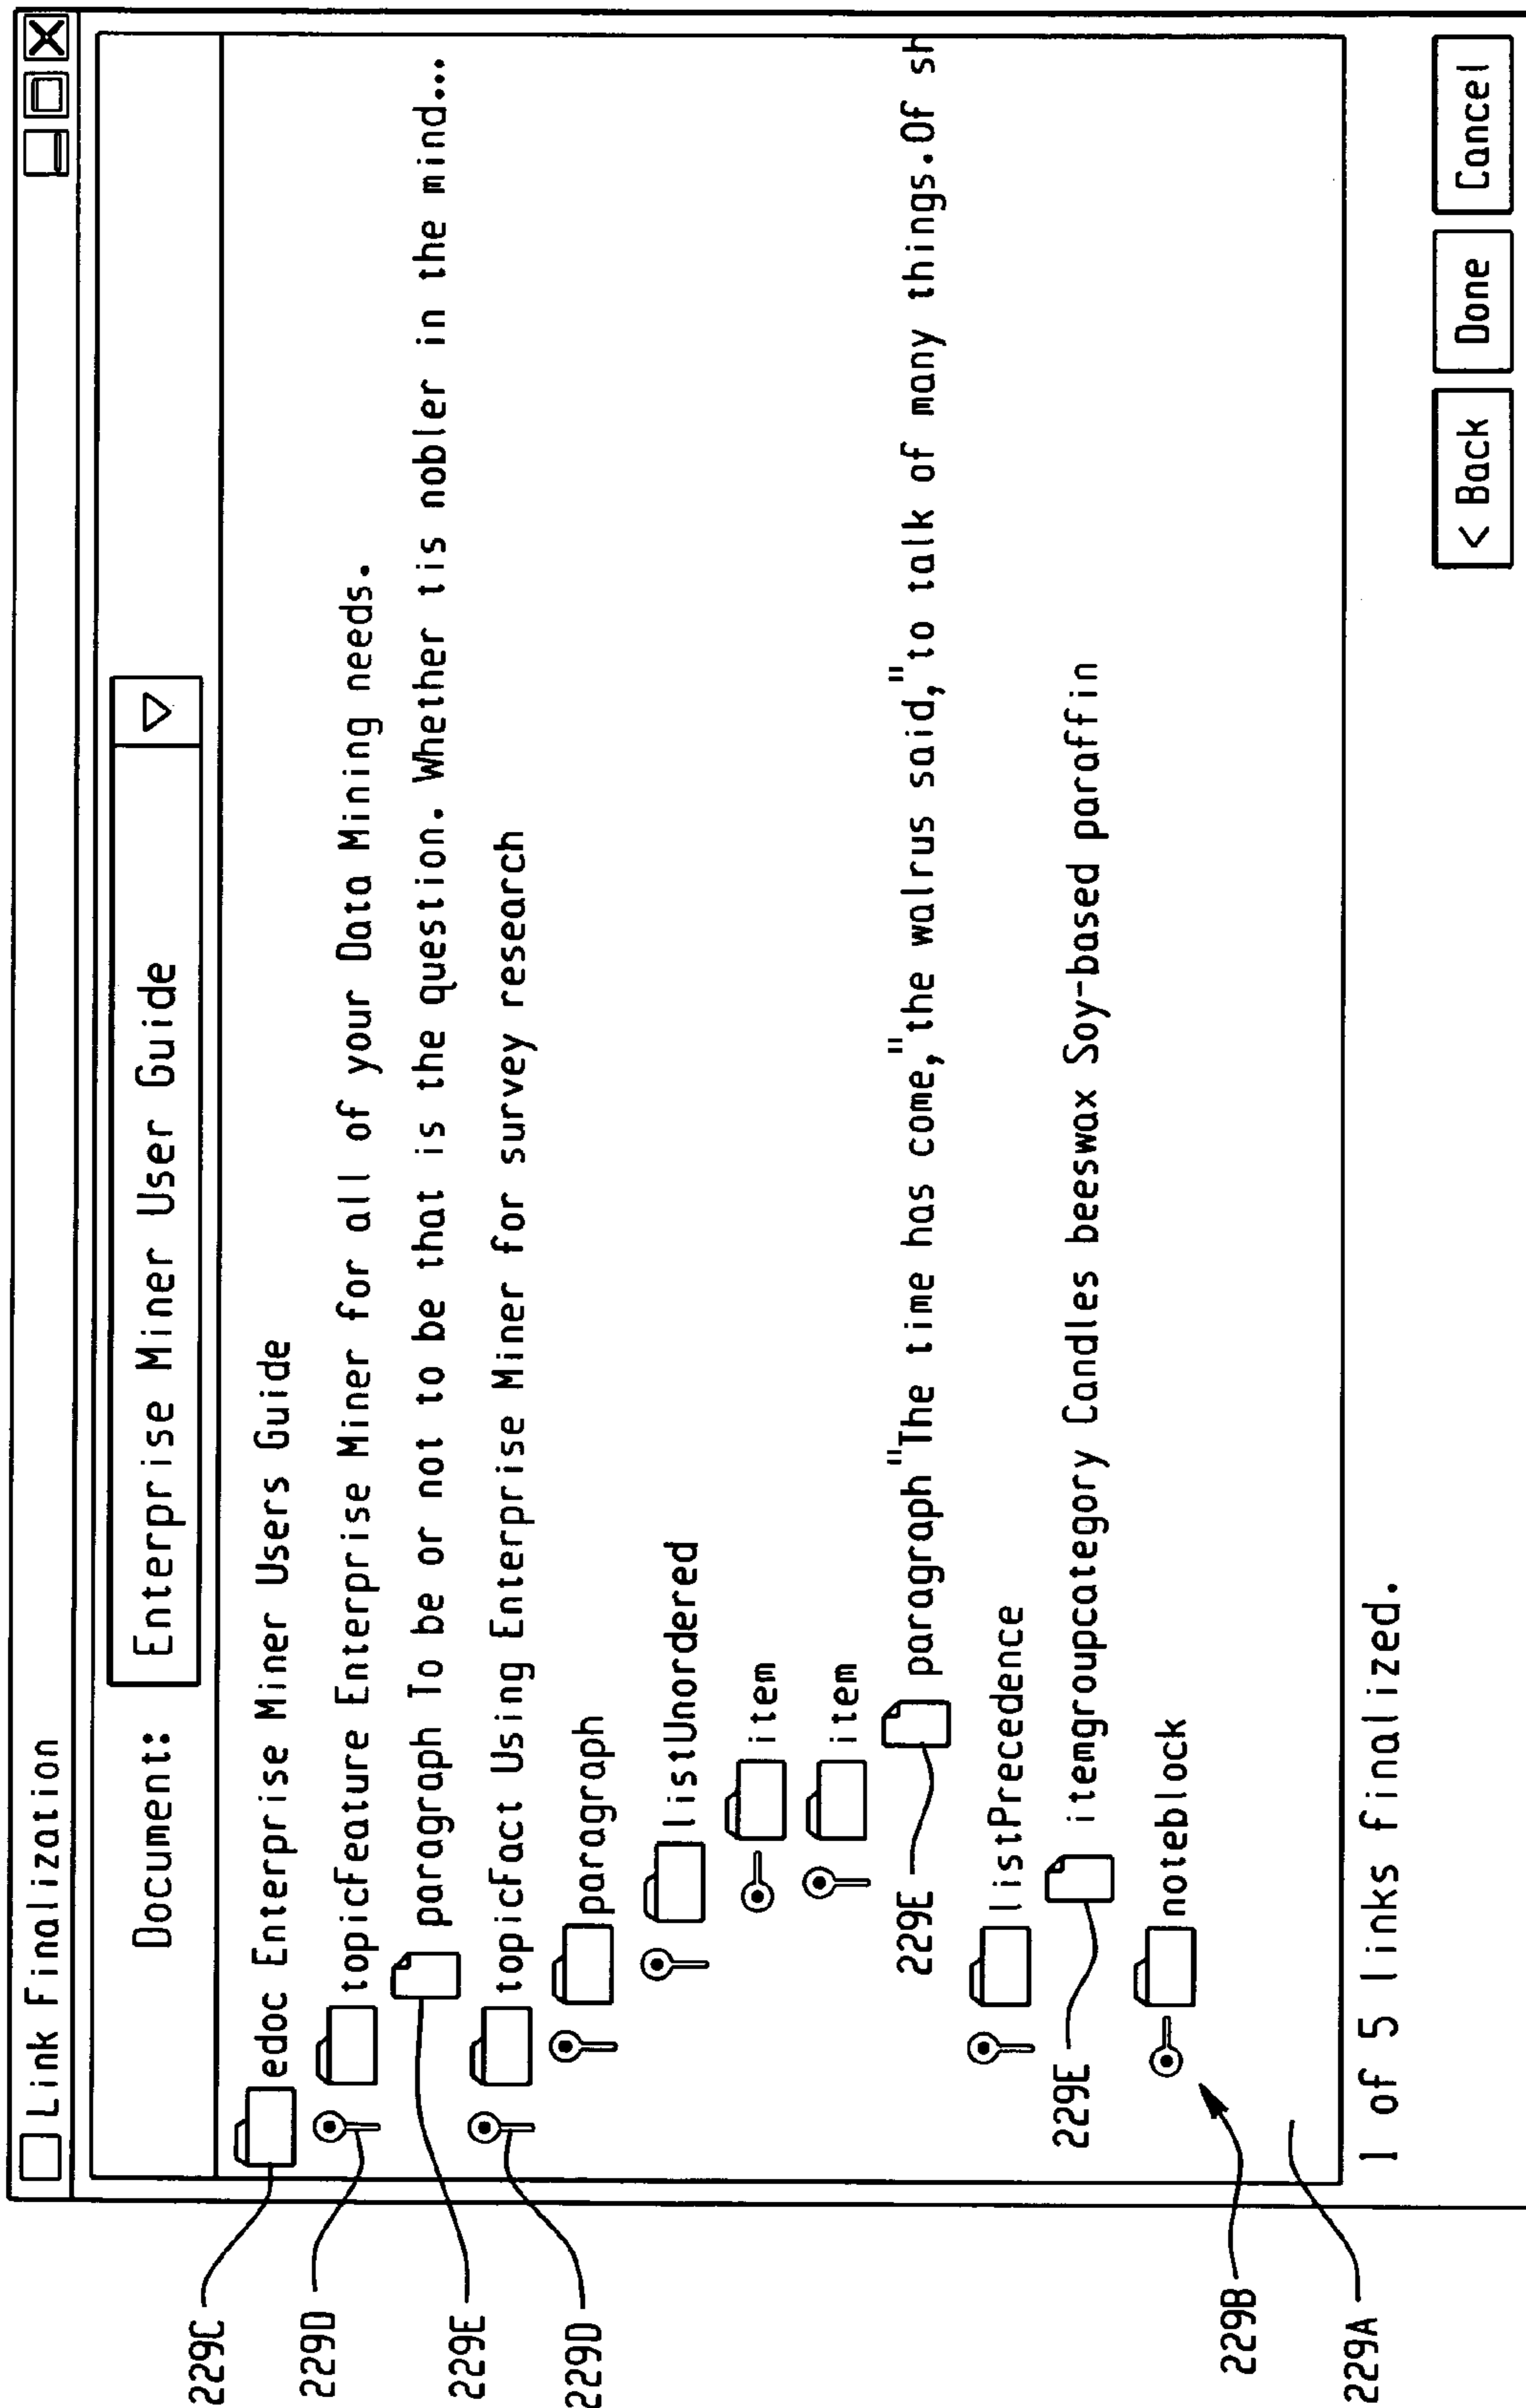 Link Finalization
Document: Enterprise Miner User Guide
229C edoc Enterprise Miner Users Guide
229D topicFeature Enterprise Miner for all of your Data Mining needs.
229E paragraph To be or not to be that is the question. Whether tis nobler in the mind...
229D topicFact Using Enterprise Miner for survey research
paragraph
listUnordered
item
item
229E paragraph "The time has come," the walrus said, "to talk of many things. Of sh
listPrecedence
229E itemgroupcategory Candles beeswax Soy-based paraffin
noteblock
229B
229A
1 of 5 links finalized.
< Back Done Cancel